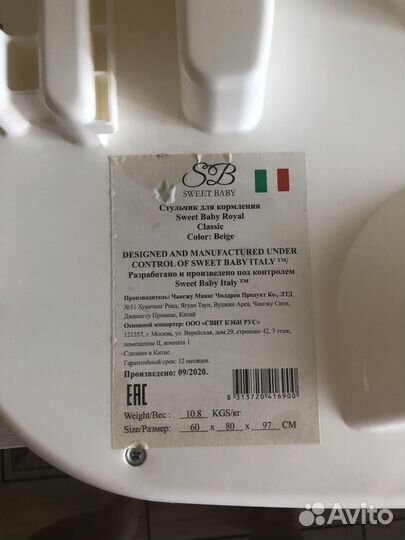 SB
SWEET BABY
Стульчик для кормления
Sweet Baby Royal
Classic
Color: Beige
DESIGNED AND MANUFACTURED UNDER
CONTROL OF SWEET BABY ITALY ™/
Разработано и произведено под контролем
Sweet Baby Italy ™
Производитель: Чангжу Маинг Чилдрен Продукт Ко., ЛТД
№51 Худичинг Роад, Ягуан Таун, Вуджин Ареа, Чангжу Сити,
Джиангсу Провинс, Китай
Основной импортер: ООО «СВИТ БЭБИ РУС»
121357, г. Москва, ул. Верейская, дом.29, строение 42, 3 этаж,
помещение II, комната 1
Сделано в Китае.
Гарантийный срок: 12 месяцев.
Произведено: 09/2020.
EAC
8 313720 416900
Weight/Вес : 10.8 KGS/кг
Size/Размер: 60 x 80 x 97 CM
Avito